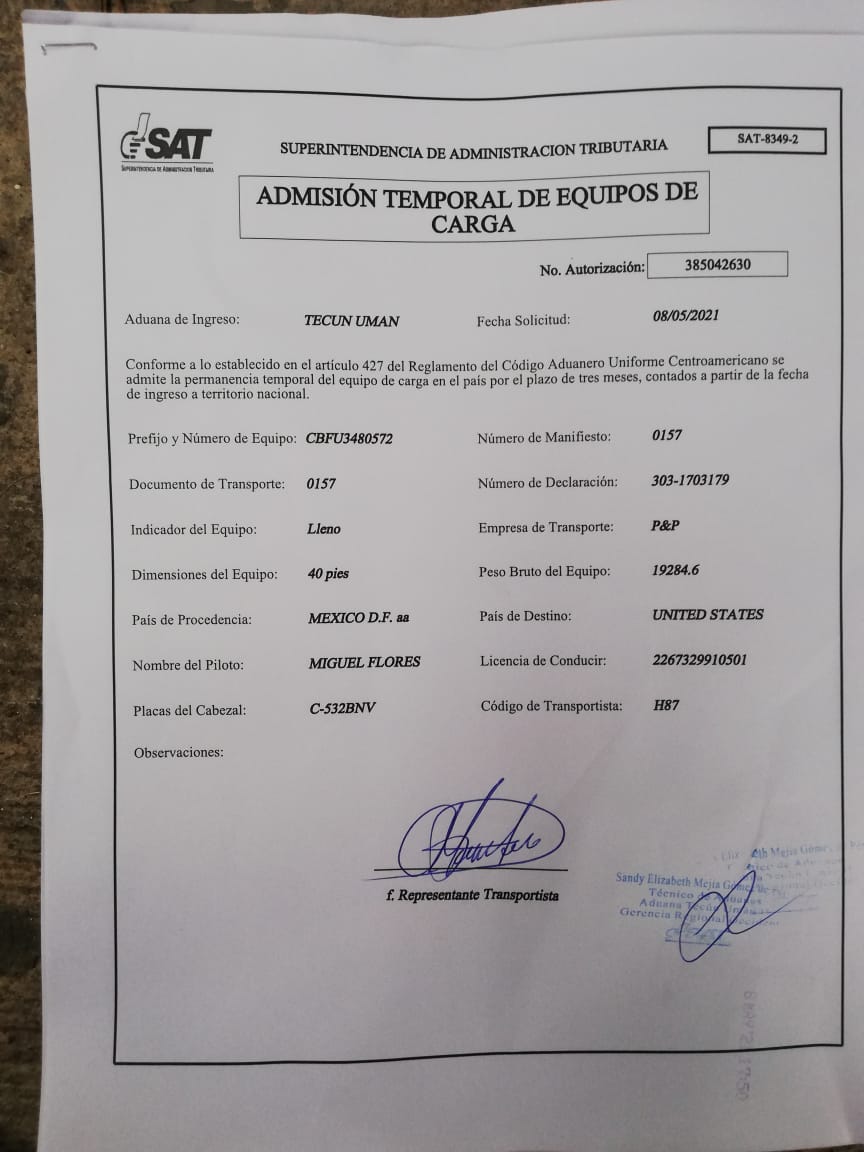 SAT
SUPERINTENDENCIA DE ADMINISTRACION TRIBUTARIA
SUPERINTENDENCIA DE ADMINISTRACION TRIBUTARIA
SAT-8349-2
ADMISIÓN TEMPORAL DE EQUIPOS DE
CARGA
No. Autorización: 385042630
Aduana de Ingreso: TECUN UMAN Fecha Solicitud: 08/05/2021
Conforme a lo establecido en el artículo 427 del Reglamento del Código Aduanero Uniforme Centroamericano se
admite la permanencia temporal del equipo de carga en el país por el plazo de tres meses, contados a partir de la fecha
de ingreso a territorio nacional.
Prefijo y Número de Equipo: CBFU3480572 Número de Manifiesto: 0157
Documento de Transporte: 0157 Número de Declaración: 303-1703179
Indicador del Equipo: Lleno Empresa de Transporte: P&P
Dimensiones del Equipo: 40 pies Peso Bruto del Equipo: 19284.6
País de Procedencia: MEXICO D.F. aa País de Destino: UNITED STATES
Nombre del Piloto: MIGUEL FLORES Licencia de Conducir: 2267329910501
Placas del Cabezal: C-532BNV Código de Transportista: H87
Observaciones:
f. Representante Transportista
Sandy Elizabeth Mejia
Técnico de Aduanas
Aduana Tecún
Gerencia Regional